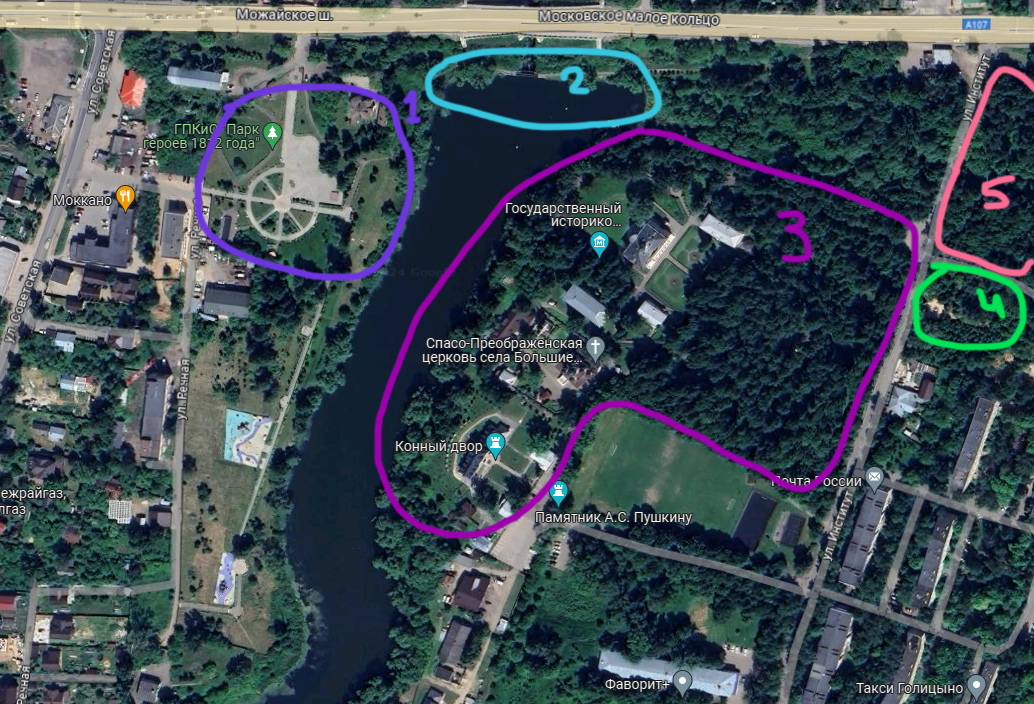 Можайское ш.
Московское малое кольцо
А107
ул. Советская
ул. Институт
1
2
ГПКиО "Парк
героев 1812 года"
3
5
Моккано
Государственный
историко...
4
ул. Советская
Спасо-Преображенская
церковь села Большие...
ул. Речная
Конный двор
Почта России
ежрайгаз,
лгаз
Памятник А.С. Пушкину
ул. Институт
Фаворит+
Такси Голицыно
Речная